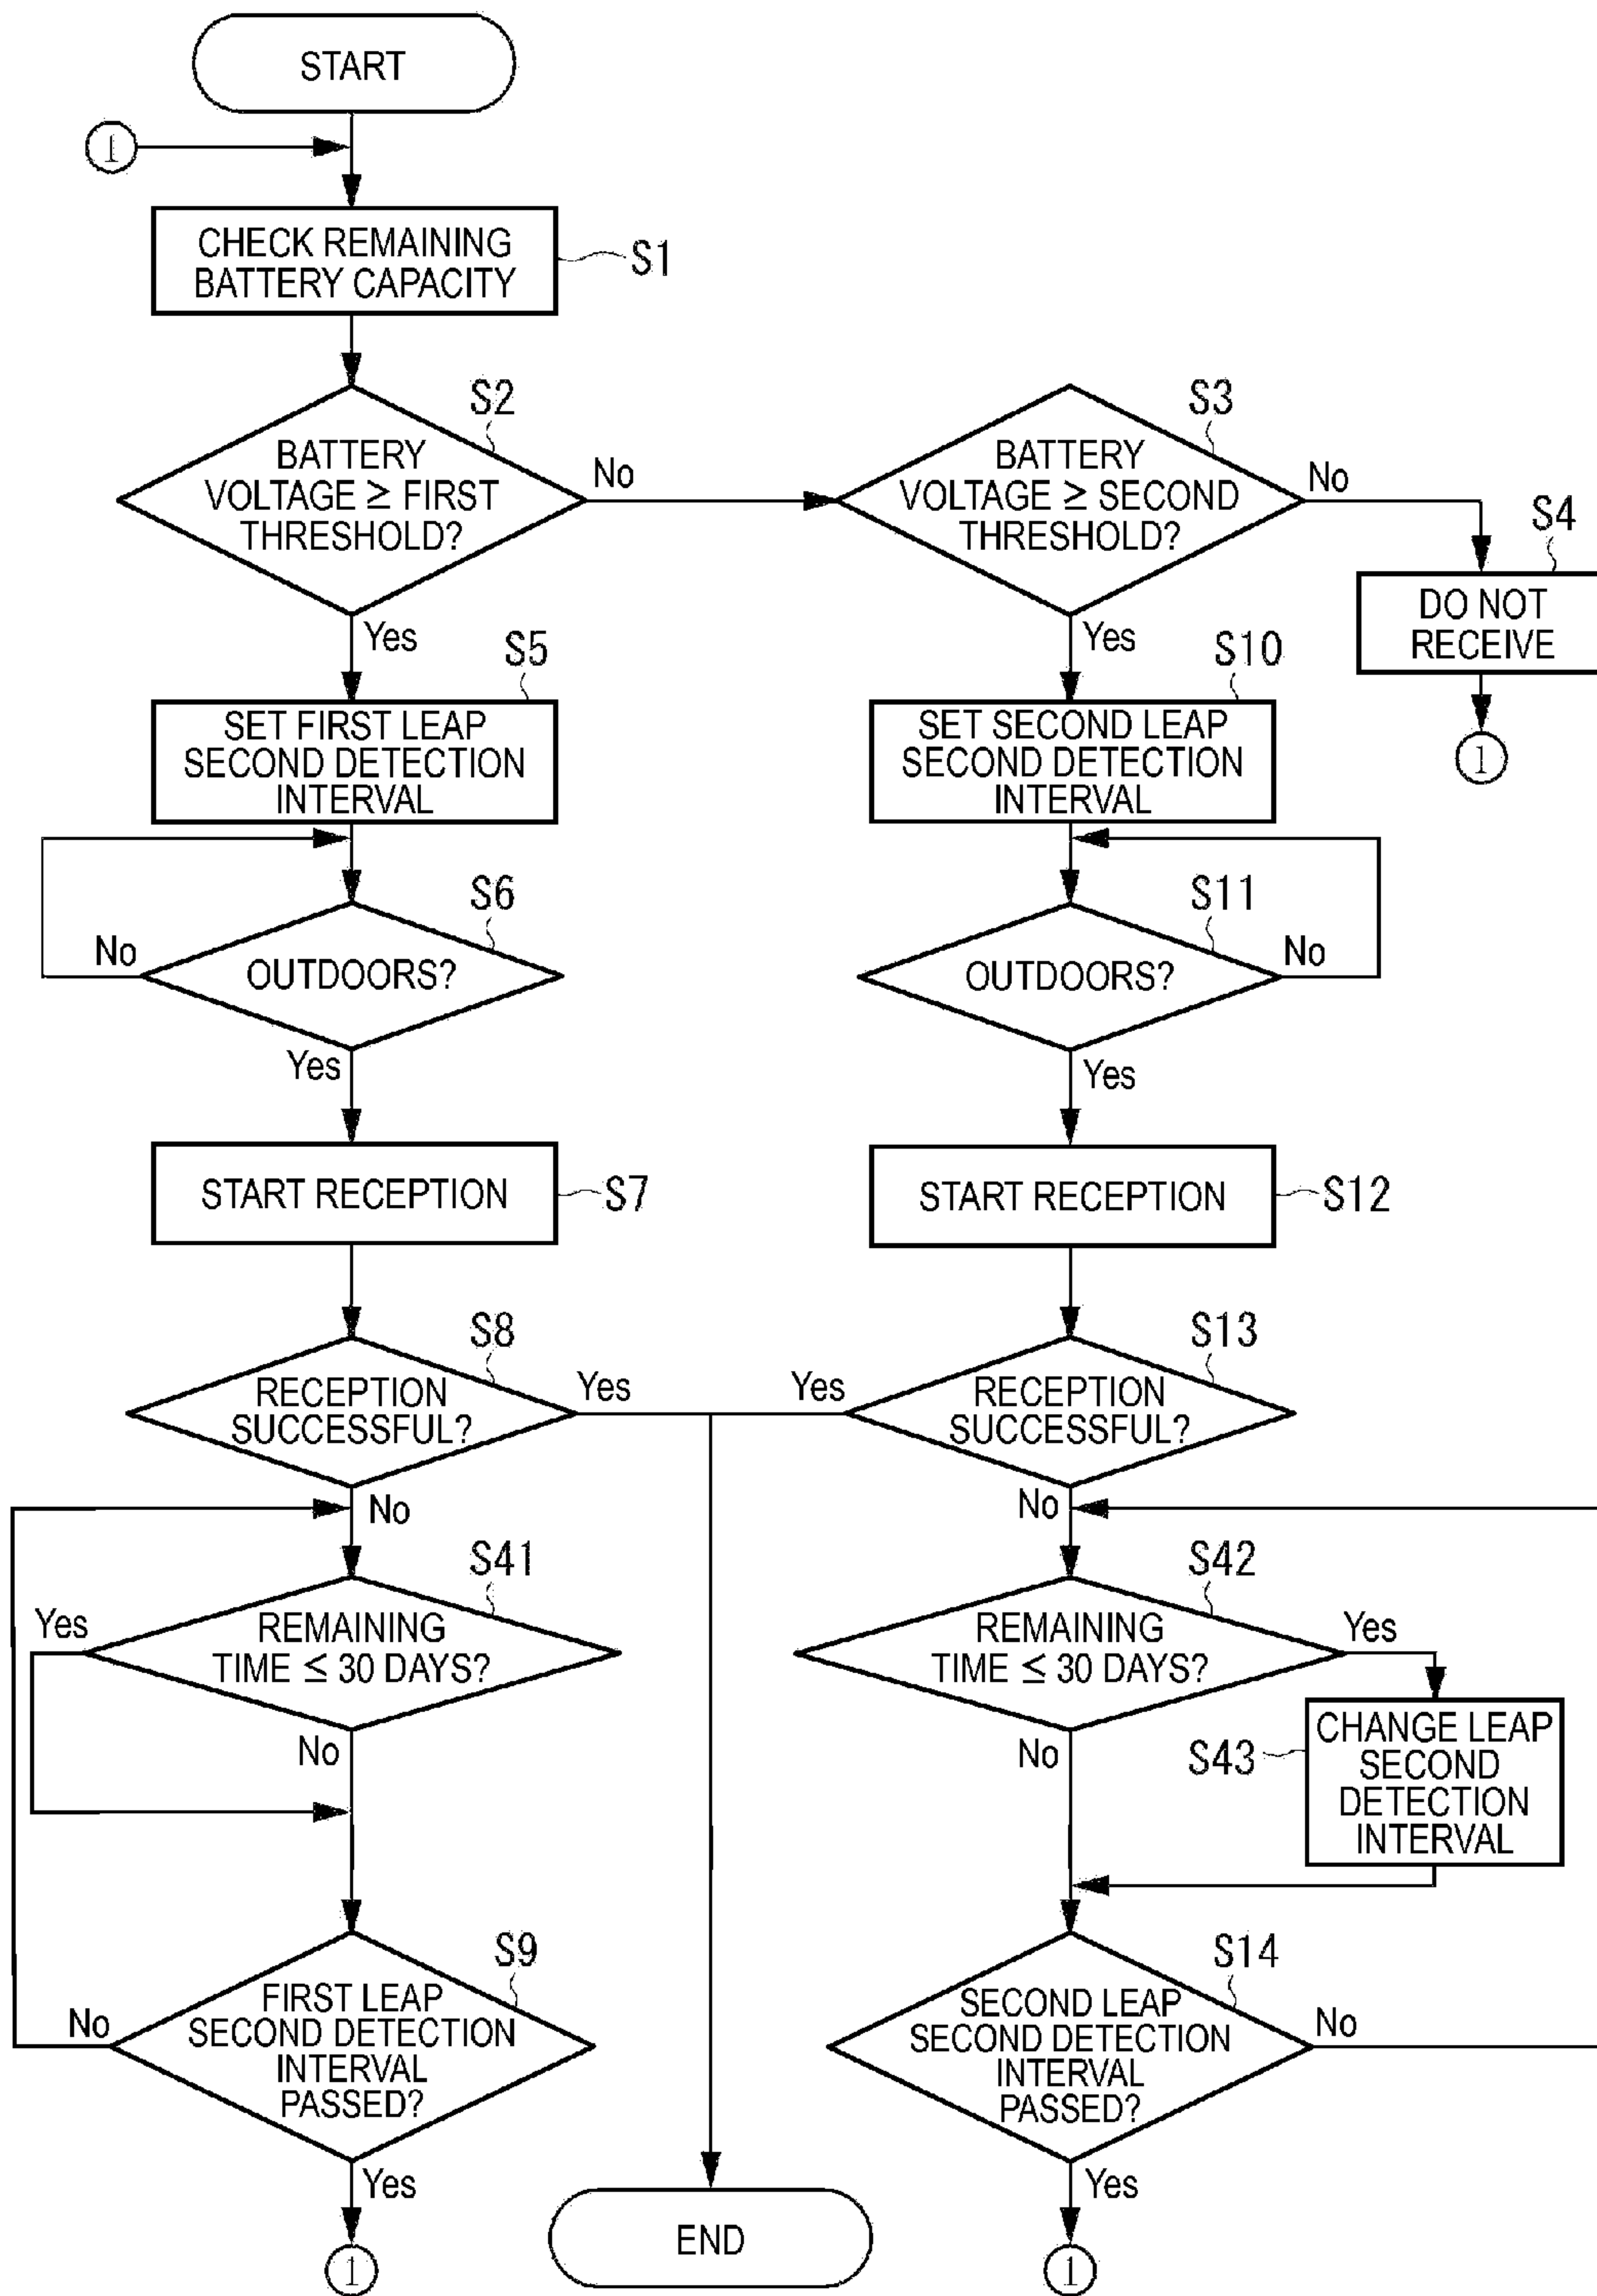 START
1
CHECK REMAINING
BATTERY CAPACITY
S1
S2
BATTERY
VOLTAGE ≥ FIRST
THRESHOLD?
No
Yes
S3
BATTERY
VOLTAGE ≥ SECOND
THRESHOLD?
No
Yes
S4
DO NOT
RECEIVE
1
S5
SET FIRST LEAP
SECOND DETECTION
INTERVAL
S10
SET SECOND LEAP
SECOND DETECTION
INTERVAL
S6
No
OUTDOORS?
Yes
S11
OUTDOORS?
No
Yes
START RECEPTION
S7
START RECEPTION
S12
S8
RECEPTION
SUCCESSFUL?
Yes
No
S13
Yes
RECEPTION
SUCCESSFUL?
No
S41
Yes
REMAINING
TIME ≤ 30 DAYS?
No
S42
REMAINING
TIME ≤ 30 DAYS?
Yes
No
S43
CHANGE LEAP
SECOND
DETECTION
INTERVAL
S9
No
FIRST LEAP
SECOND DETECTION
INTERVAL
PASSED?
Yes
1
S14
SECOND LEAP
SECOND DETECTION
INTERVAL
PASSED?
No
Yes
1
END